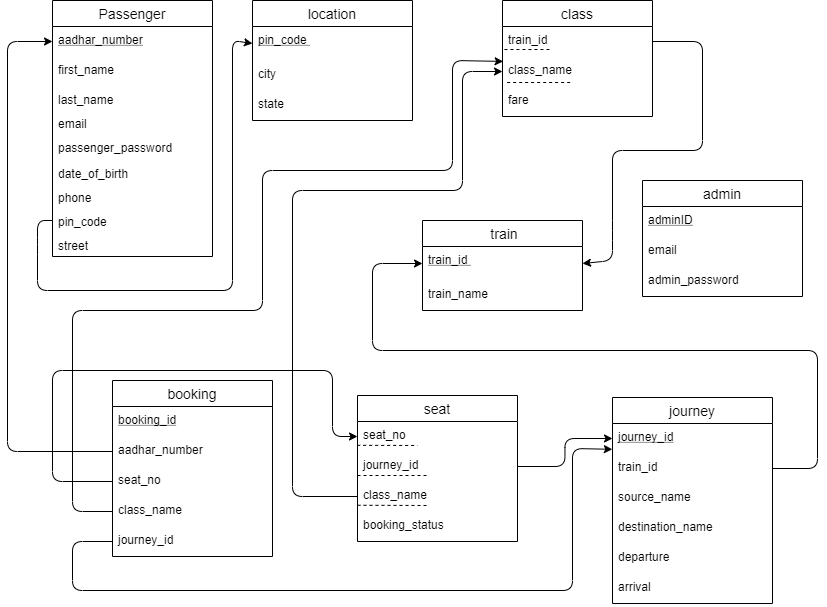 Passenger
aadhar_number
first_name
last_name
email
passenger_password
date_of_birth
phone
pin_code
street
location
pin_code
city
state
class
train_id
class_name
fare
admin
adminID
email
admin_password
train
train_id
train_name
booking
booking_id
aadhar_number
seat_no
class_name
journey_id
seat
seat_no
journey_id
class_name
booking_status
journey
journey_id
train_id
source_name
destination_name
departure
arrival